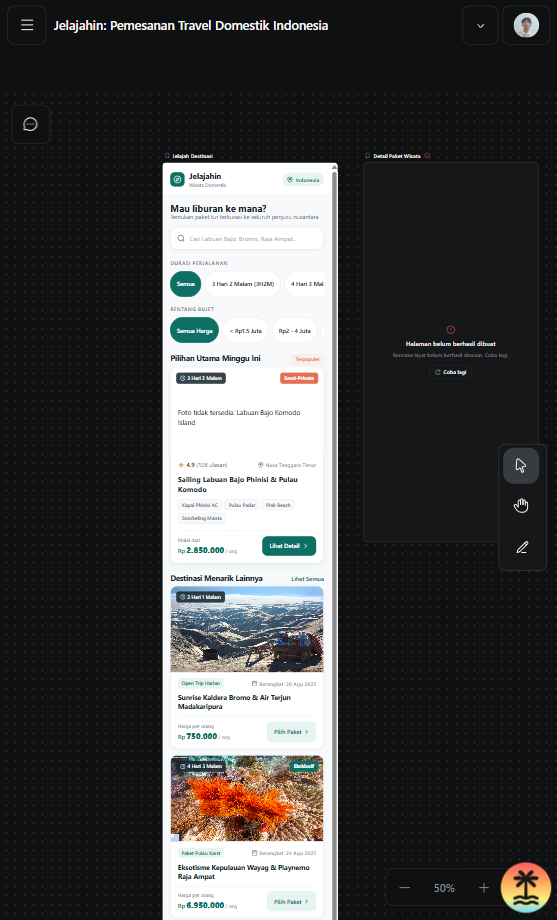 Jelajahin: Pemesanan Travel Domestik Indonesia
Jelajah Destinasi
Detail Paket Wisata
Jelajahin
Wisata Domestik
Indonesia
Mau liburan ke mana?
Temukan paket tur terkurasi ke seluruh penjuru nusantara
Cari Labuan Bajo, Bromo, Raja Ampat...
DURASI PERJALANAN
Semua
3 Hari 2 Malam (3H2M)
4 Hari 3 Mal
RENTANG BUJET
Semua Harga
< Rp1.5 Juta
Rp2 - 4 Juta
Pilihan Utama Minggu Ini
Terpopuler
3 Hari 2 Malam
Semi-Private
Foto tidak tersedia: Labuan Bajo Komodo
Island
4.9 (128 ulasan)
Nusa Tenggara Timur
Sailing Labuan Bajo Phinisi & Pulau
Komodo
Kapal Phinisi AC
Pulau Padar
Pink Beach
Snorkeling Manta
Mulai dari
Rp 2.850.000 / org
Lihat Detail
Destinasi Menarik Lainnya
Lihat Semua
2 Hari 1 Malam
Open Trip Harian
Berangkat: 20 Agu 2025
Sunrise Kaldera Bromo & Air Terjun
Madakaripura
Harga per orang
Rp 750.000 / org
Pilih Paket
4 Hari 3 Malam
Eksklusif
Paket Pulau Karst
Berangkat: 24 Agu 2025
Eksotisme Kepulauan Wayag & Piaynemo
Raja Ampat
Harga per orang
Rp 6.950.000 / org
Pilih Paket
Halaman belum berhasil dibuat
Rencana layar belum berhasil disusun. Coba lagi.
Coba lagi
50%